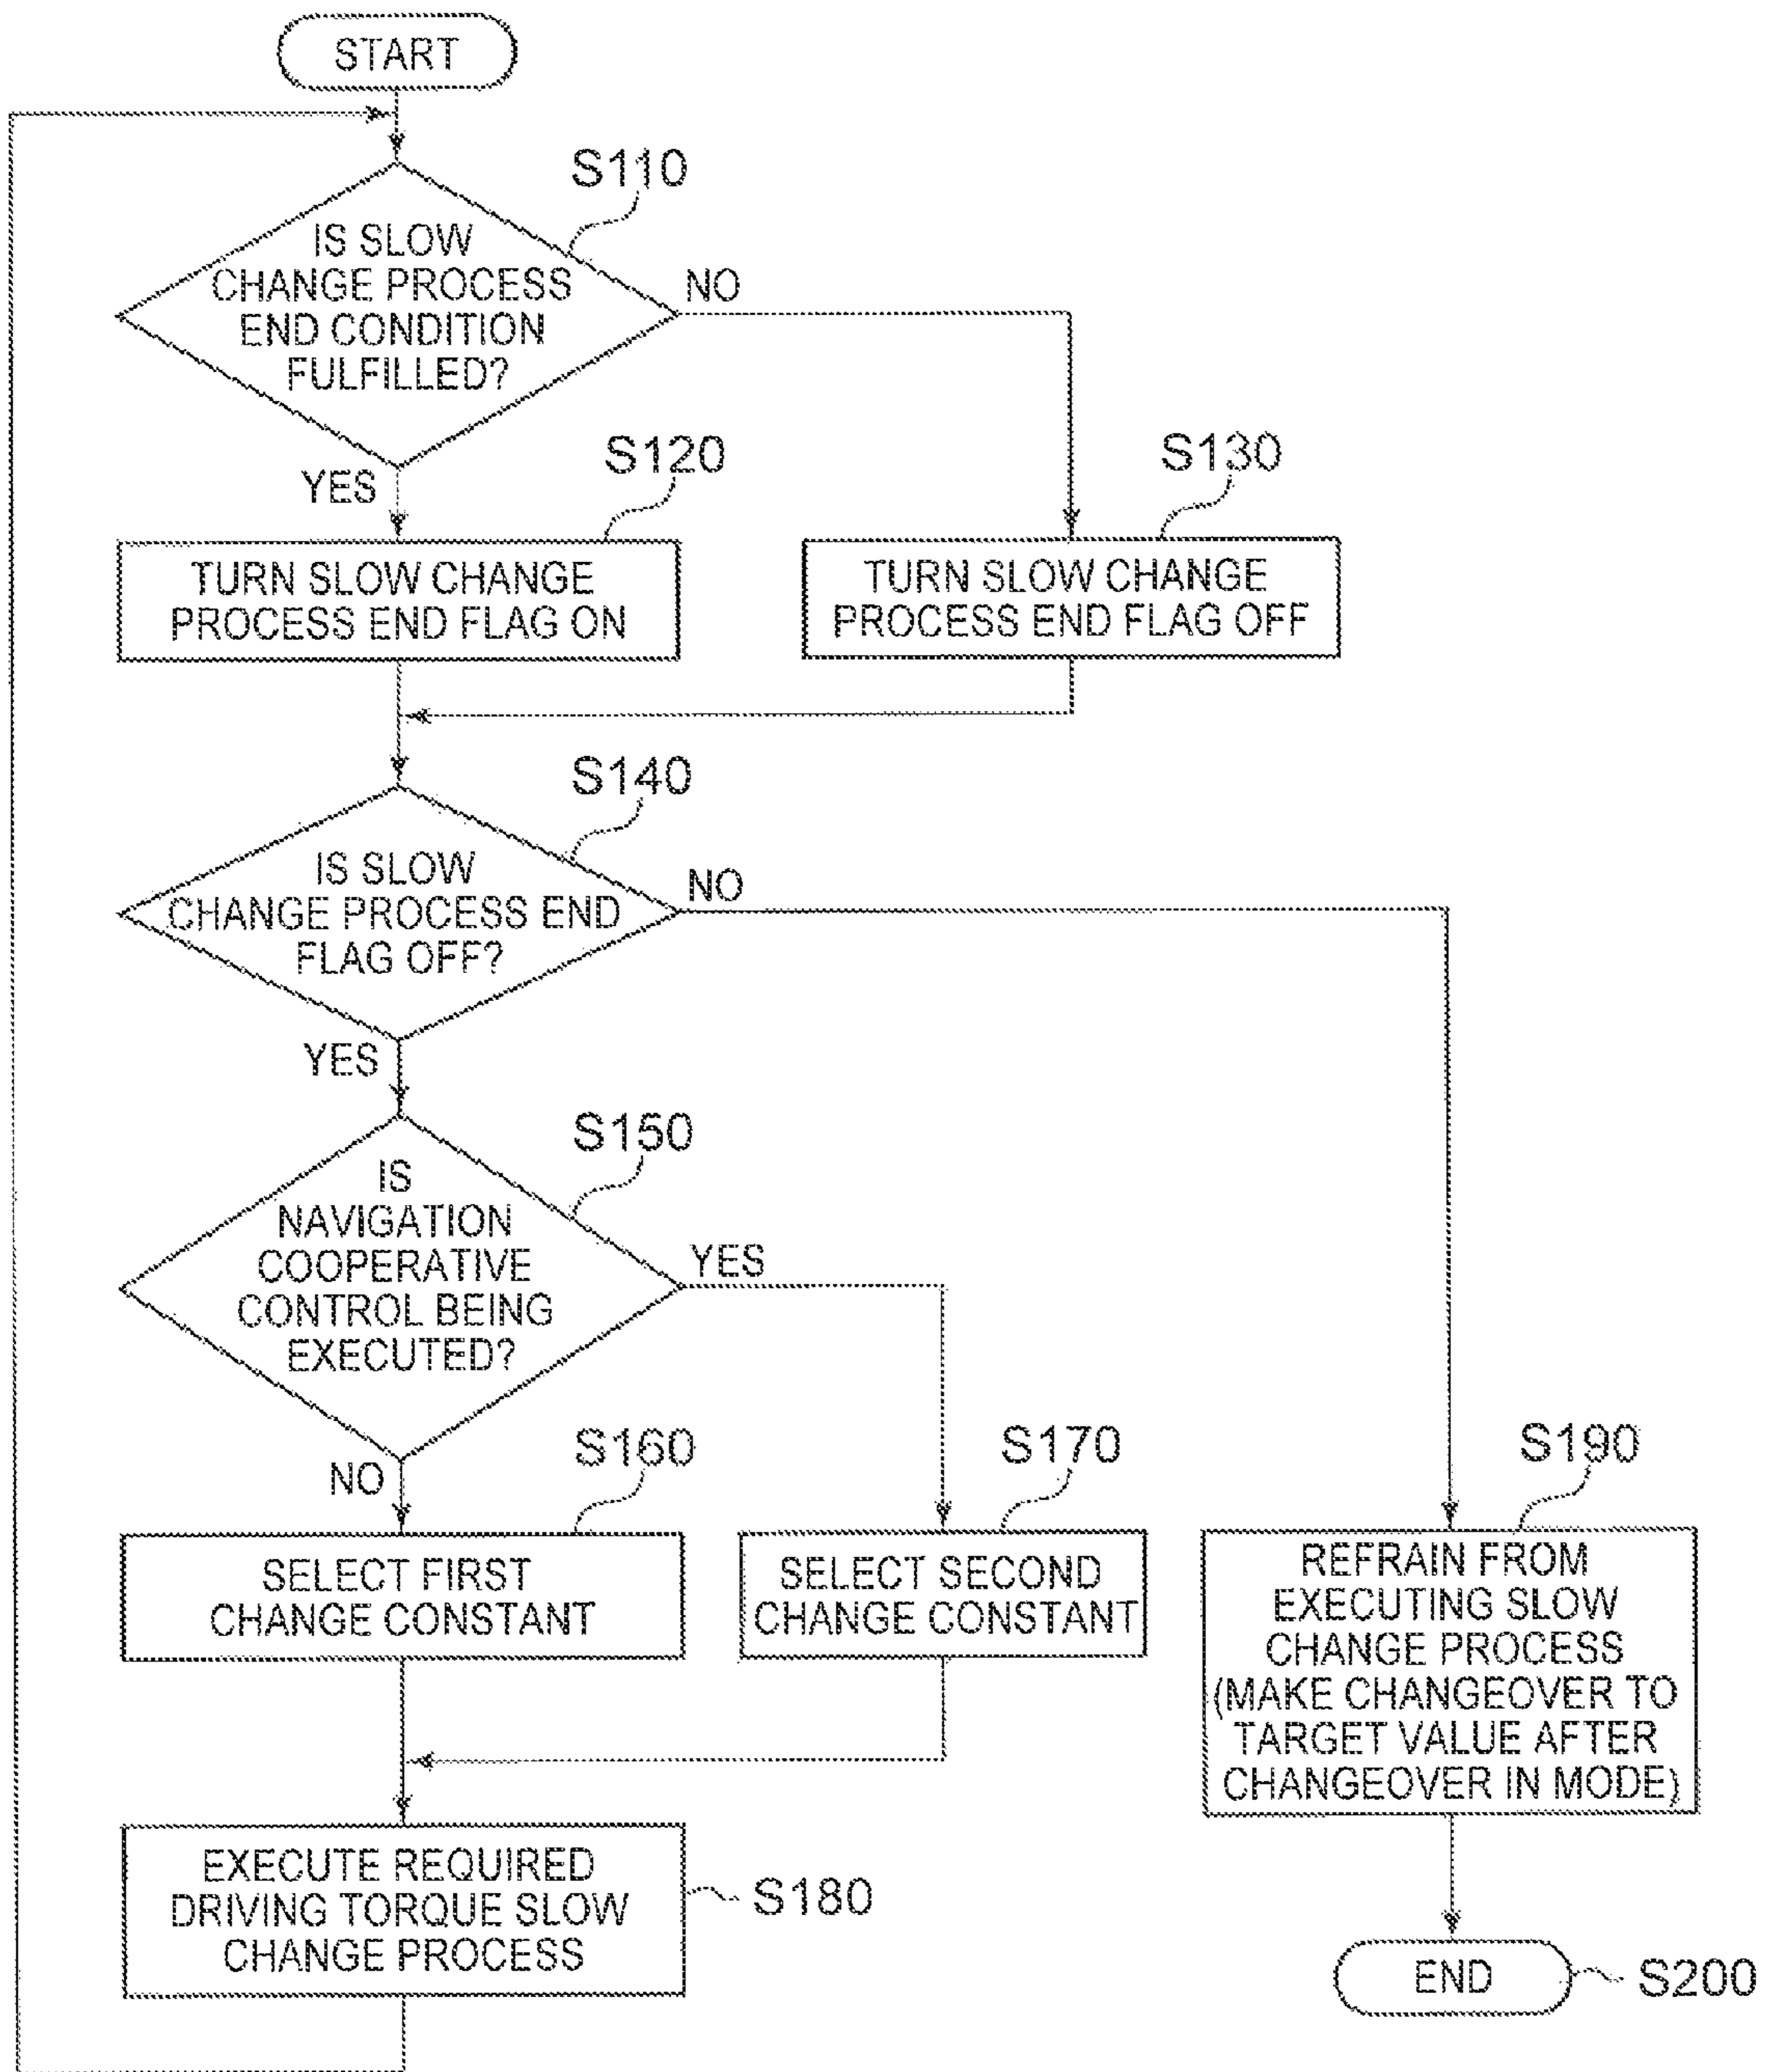 START
S110
IS SLOW
CHANGE PROCESS
END CONDITION
FULFILLED?
NO
YES
S120
S130
TURN SLOW CHANGE
PROCESS END FLAG ON
TURN SLOW CHANGE
PROCESS END FLAG OFF
S140
IS SLOW
CHANGE PROCESS END
FLAG OFF?
NO
YES
S150
IS
NAVIGATION
COOPERATIVE
CONTROL BEING
EXECUTED?
YES
NO
S160
S170
S190
SELECT FIRST
CHANGE CONSTANT
SELECT SECOND
CHANGE CONSTANT
REFRAIN FROM
EXECUTING SLOW
CHANGE PROCESS
(MAKE CHANGEOVER TO
TARGET VALUE AFTER
CHANGEOVER IN MODE)
EXECUTE REQUIRED
DRIVING TORQUE SLOW
CHANGE PROCESS
S180
END
S200